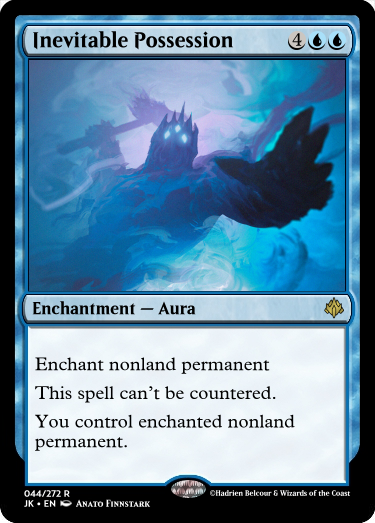 Inevitable Possession 4
Enchantment — Aura
Enchant nonland permanent
This spell can't be countered.
You control enchanted nonland
permanent.
044/272 R
JK • EN Anato Finnstark
©Hadrien Belcour & Wizards of the Coast